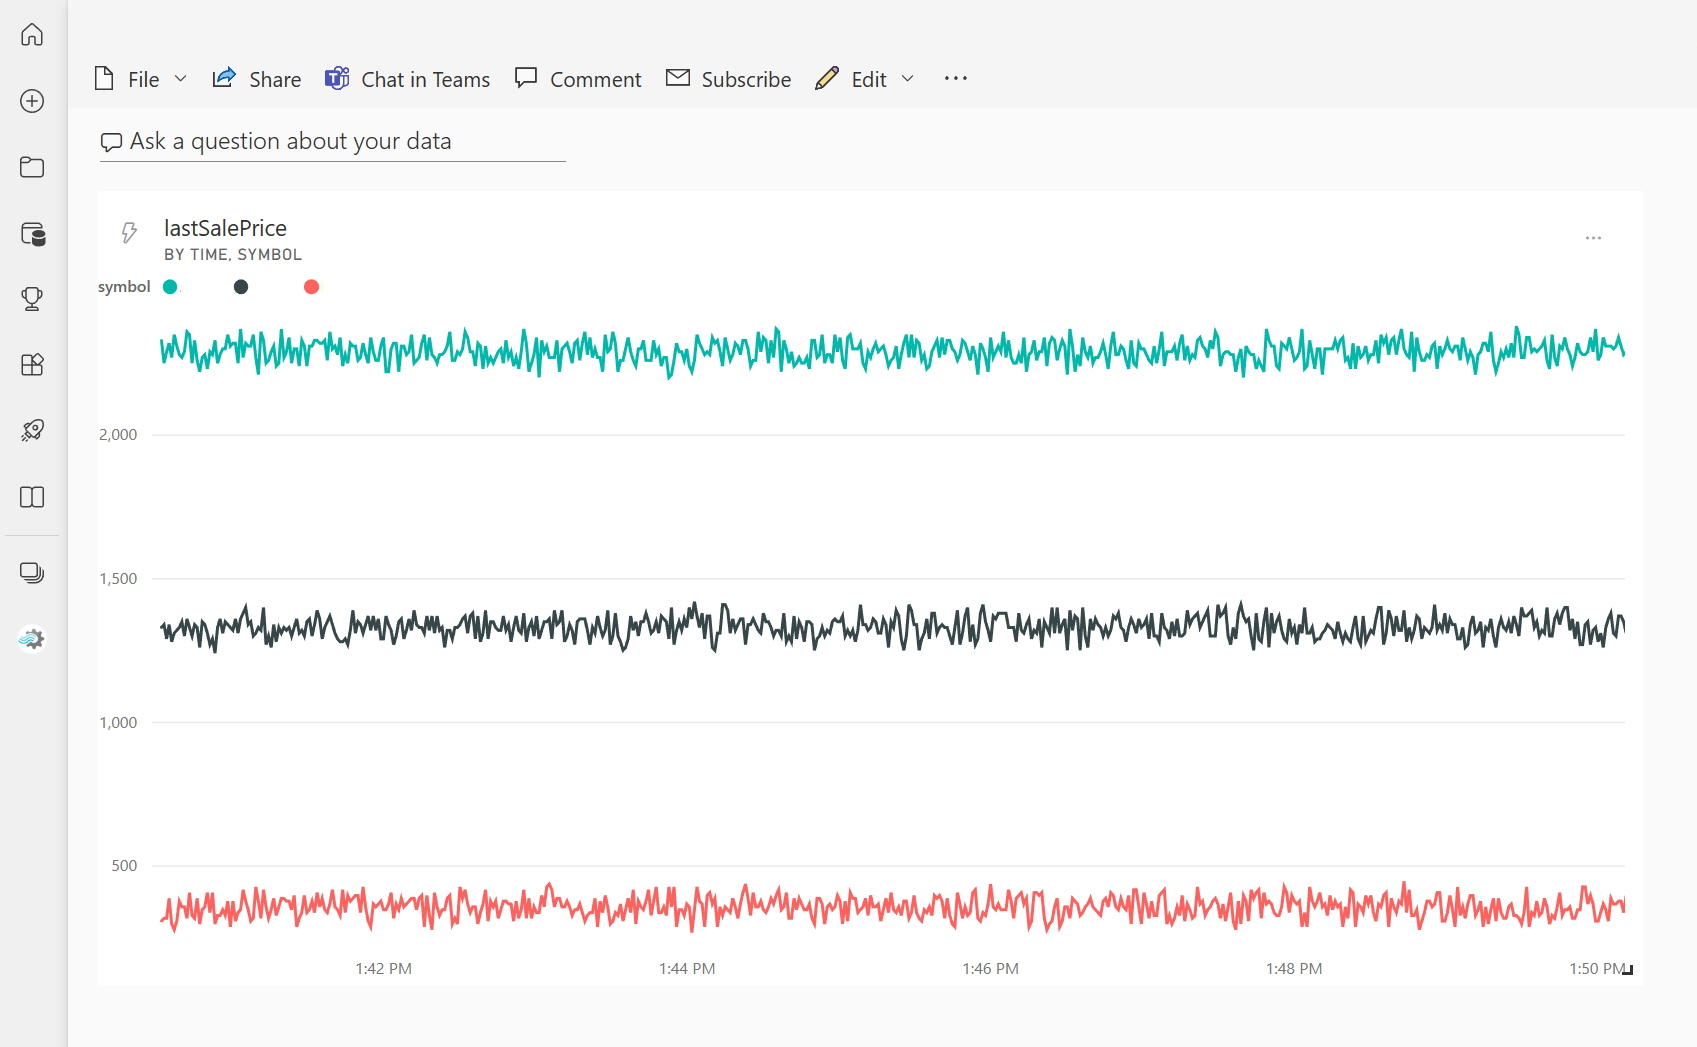 File Share Chat in Teams Comment Subscribe Edit
Ask a question about your data
lastSalePrice
BY TIME, SYMBOL
symbol
2,000
1,500
1,000
500
1:42 PM 1:44 PM 1:46 PM 1:48 PM 1:50 PM